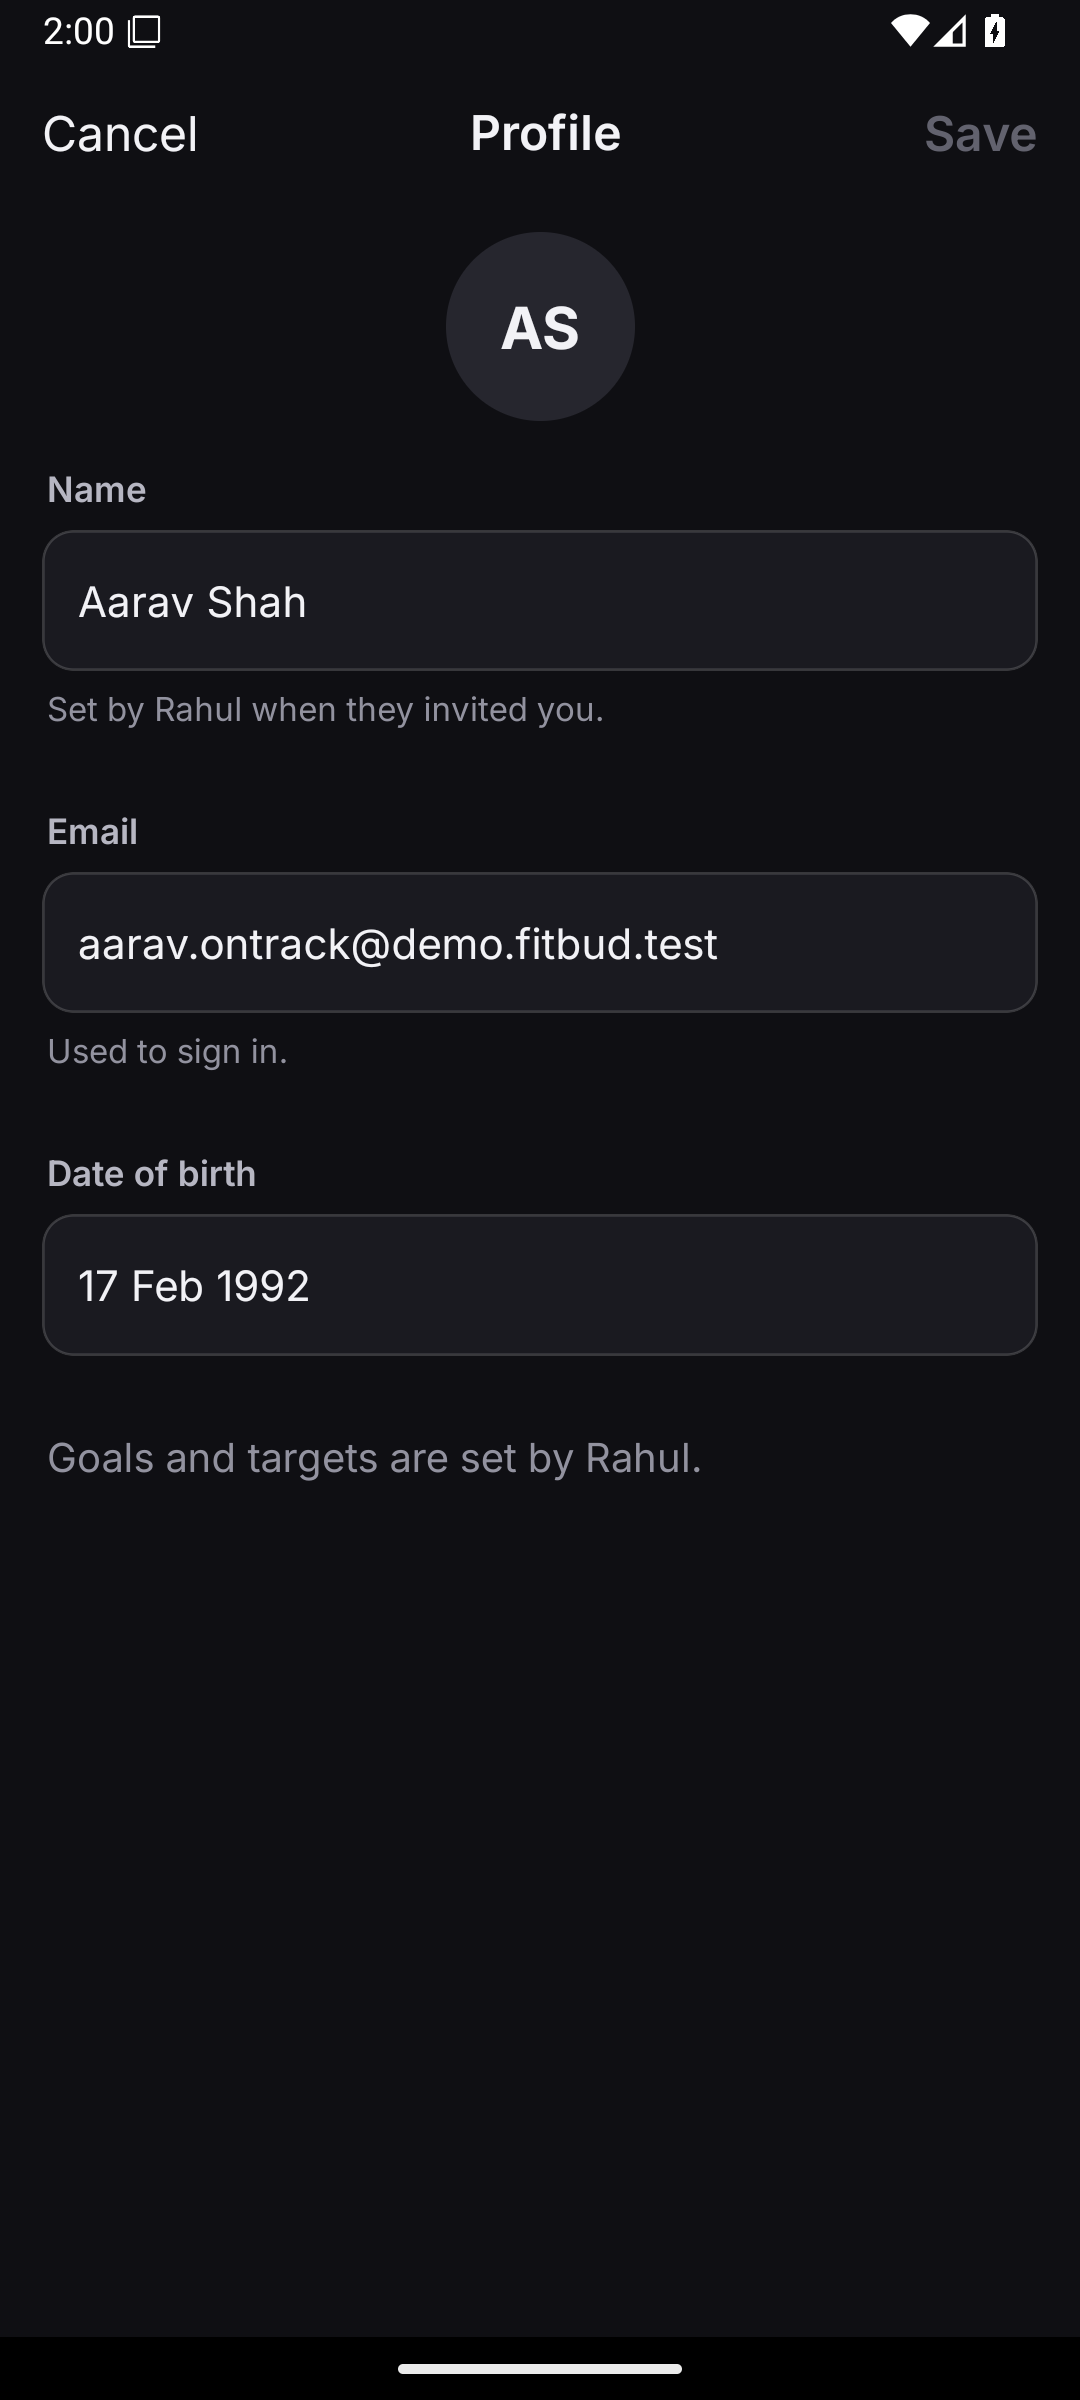 2:00
Cancel
Profile
Save
AS
Name
Aarav Shah
Set by Rahul when they invited you.
Email
aarav.ontrack@demo.fitbud.test
Used to sign in.
Date of birth
17 Feb 1992
Goals and targets are set by Rahul.